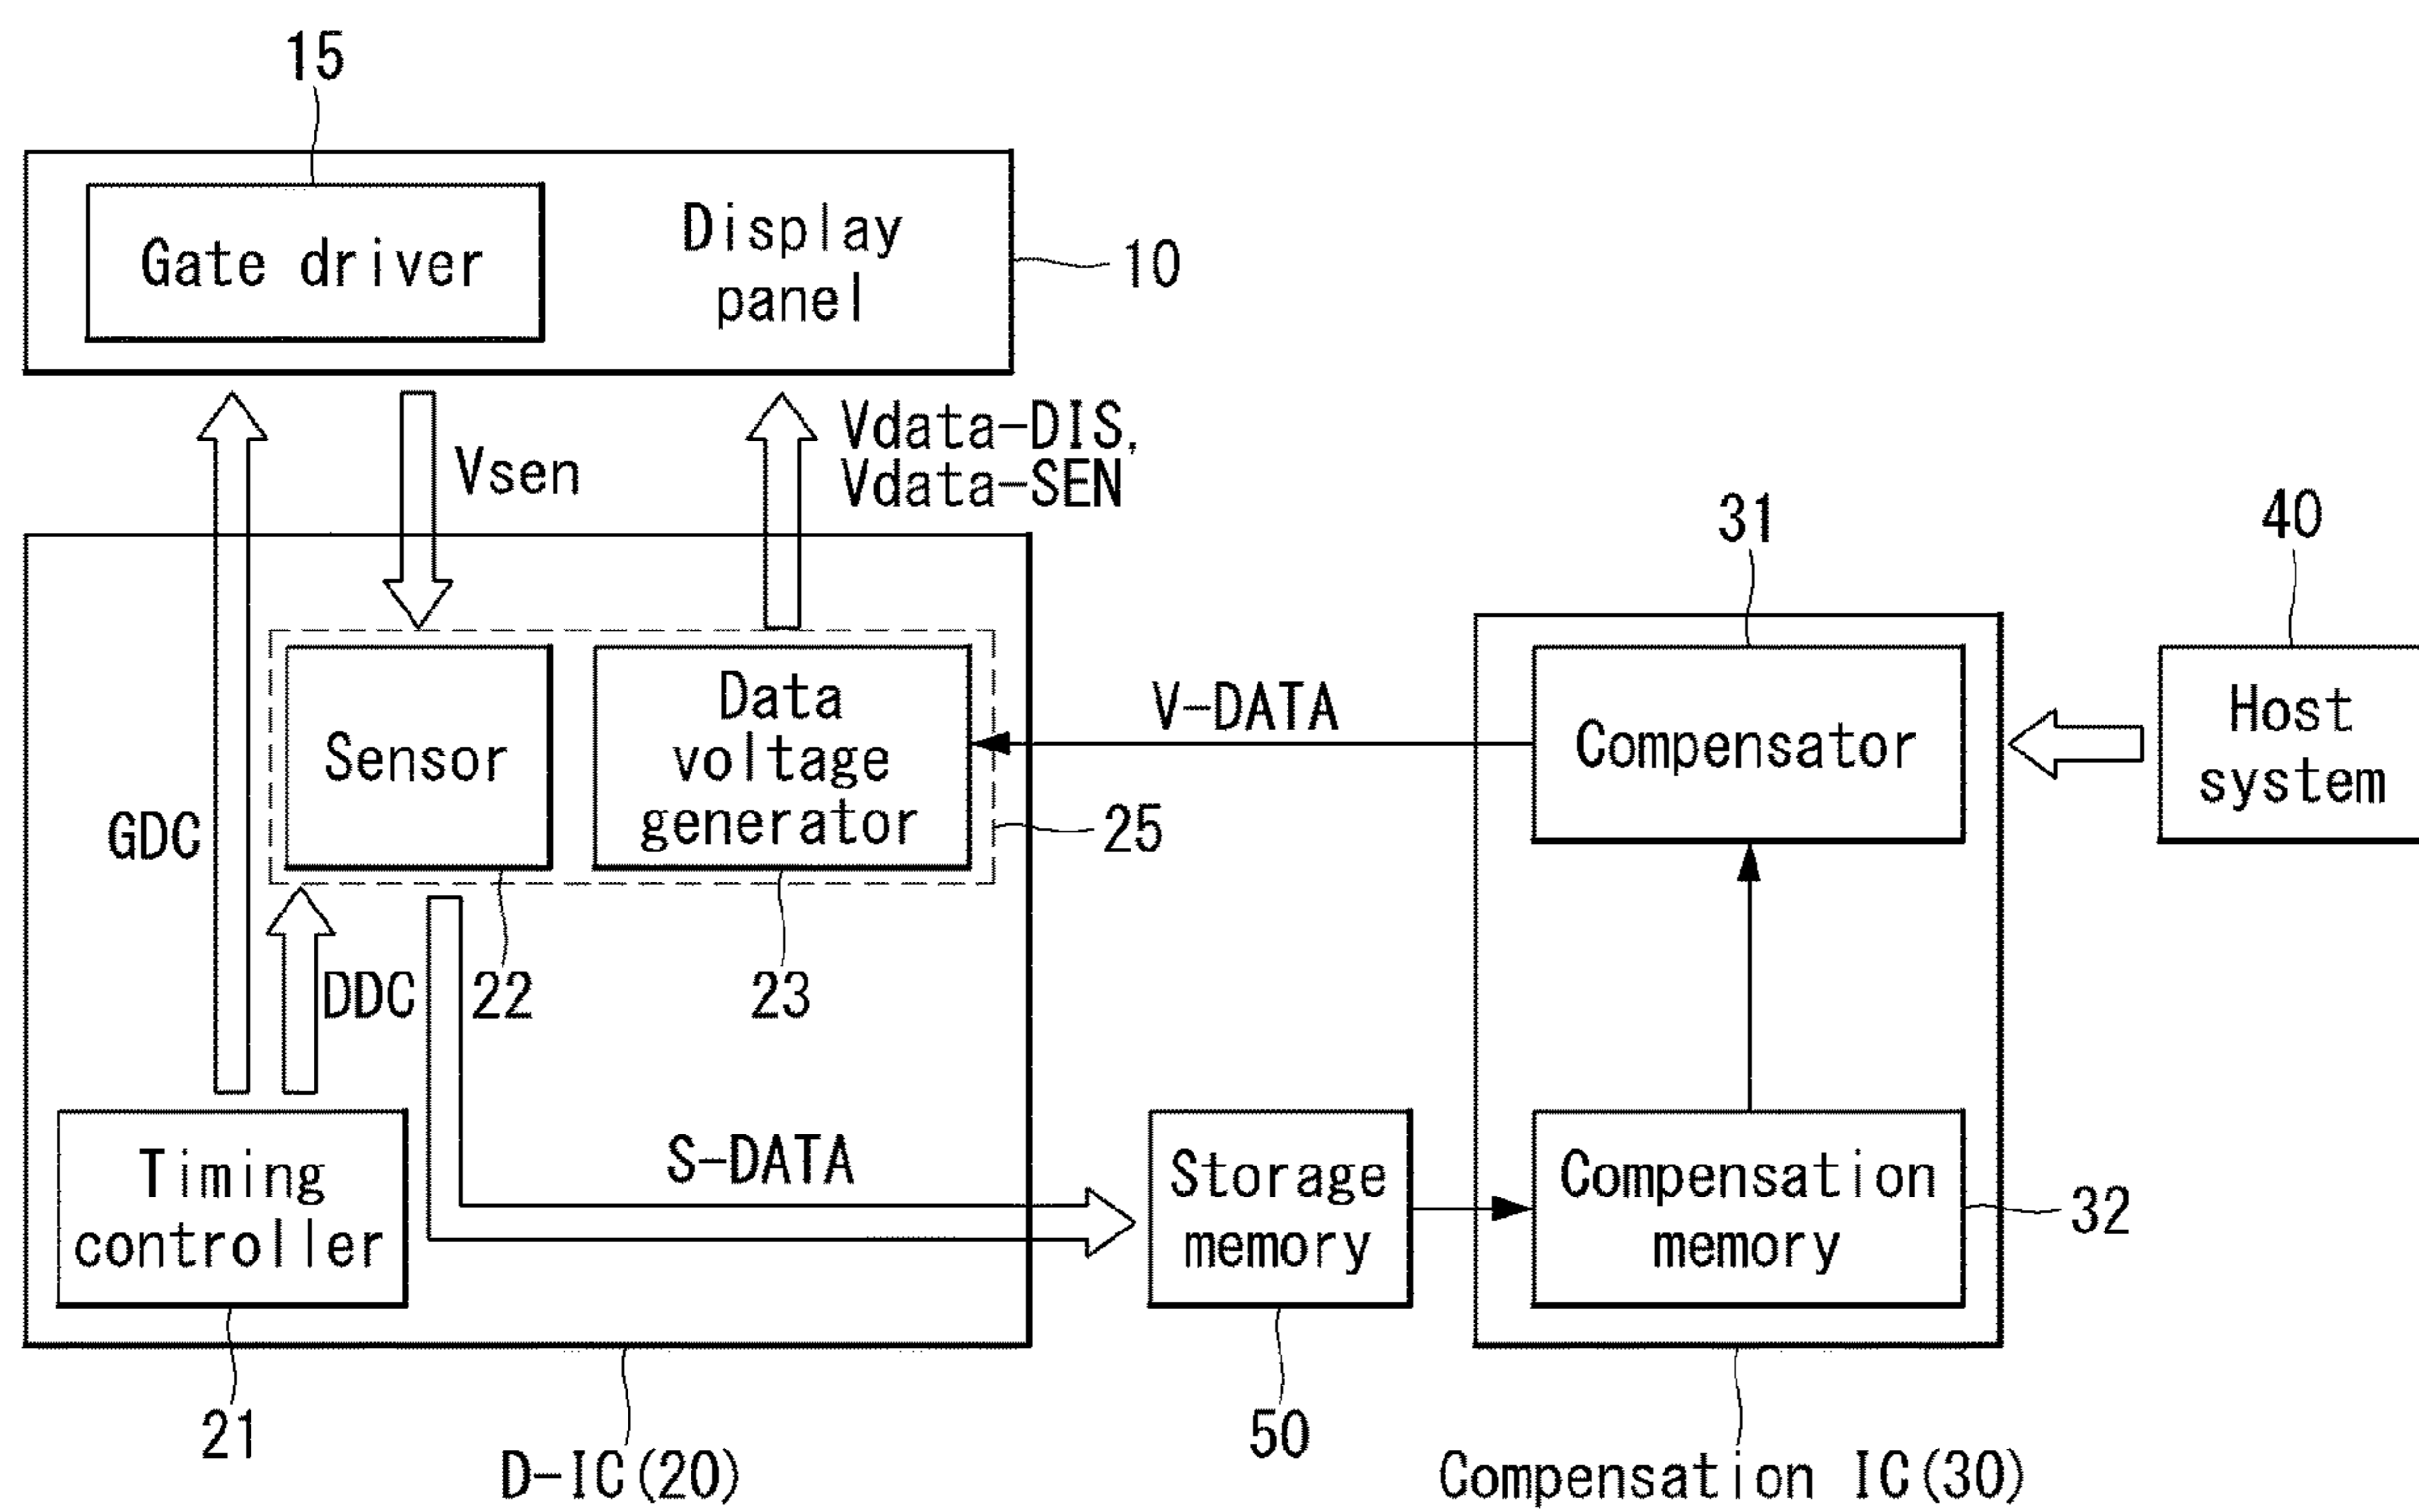 15
Gate driver
Display
panel
10
Vsen
Vdata-DIS,
Vdata-SEN
31
40
Sensor
Data
voltage
generator
V-DATA
Compensator
Host
system
GDC
25
DDC
22
23
Timing
controller
S-DATA
Storage
memory
Compensation
memory
32
21
50
D-IC(20)
Compensation IC(30)